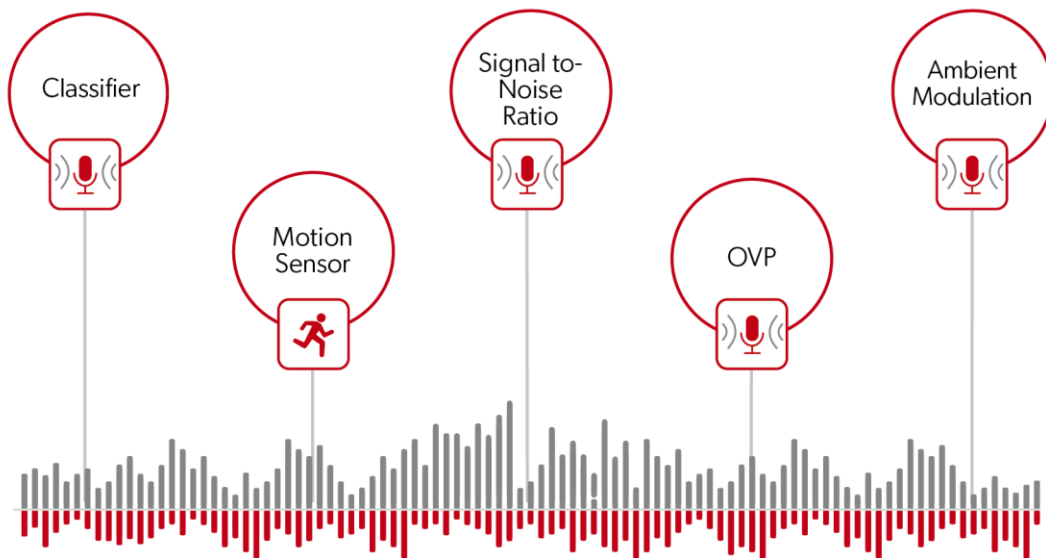 Classifier
Motion
Sensor
Signal to-
Noise
Ratio
OVP
Ambient
Modulation